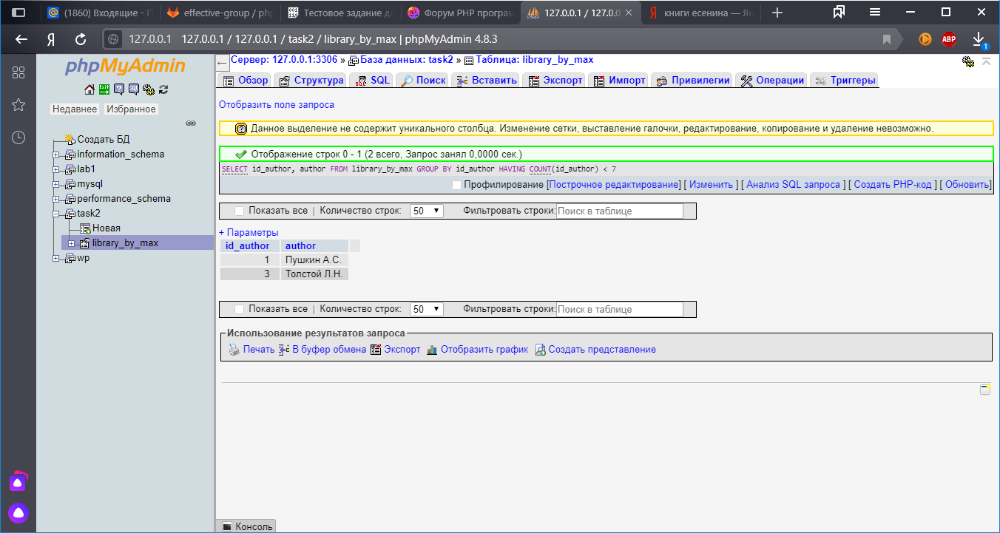 (1860) Входящие - П
effective-group / php
Тестовое задание дл
Форум PHP програм
127.0.0.1 / 127.0.0
книги есенина — Ян
127.0.0.1 127.0.0.1 / 127.0.0.1 / task2 / library_by_max | phpMyAdmin 4.8.3
ABP
1
phpMyAdmin
Недавнее Избранное
Создать БД
information_schema
lab1
mysql
performance_schema
task2
Новая
library_by_max
wp
Сервер: 127.0.0.1:3306 » База данных: task2 » Таблица: library_by_max
Обзор Структура SQL Поиск Вставить Экспорт Импорт Привилегии Операции Триггеры
Отобразить поле запроса
Данное выделение не содержит уникального столбца. Изменение сетки, выставление галочки, редактирование, копирование и удаление невозможно.
Отображение строк 0 - 1 (2 всего, Запрос занял 0,0000 сек.)
SELECT id_author, author FROM library_by_max GROUP BY id_author HAVING COUNT(id_author) < 7
Профилирование [Построчное редактирование] [ Изменить ] [ Анализ SQL запроса ] [ Создать PHP-код ] [ Обновить]
Показать все | Количество строк: 50 Фильтровать строки: Поиск в таблице
+ Параметры
id_author author
1 Пушкин А.С.
3 Толстой Л.Н.
Показать все | Количество строк: 50 Фильтровать строки: Поиск в таблице
Использование результатов запроса
Печать В буфер обмена Экспорт Отобразить график Создать представление
Консоль